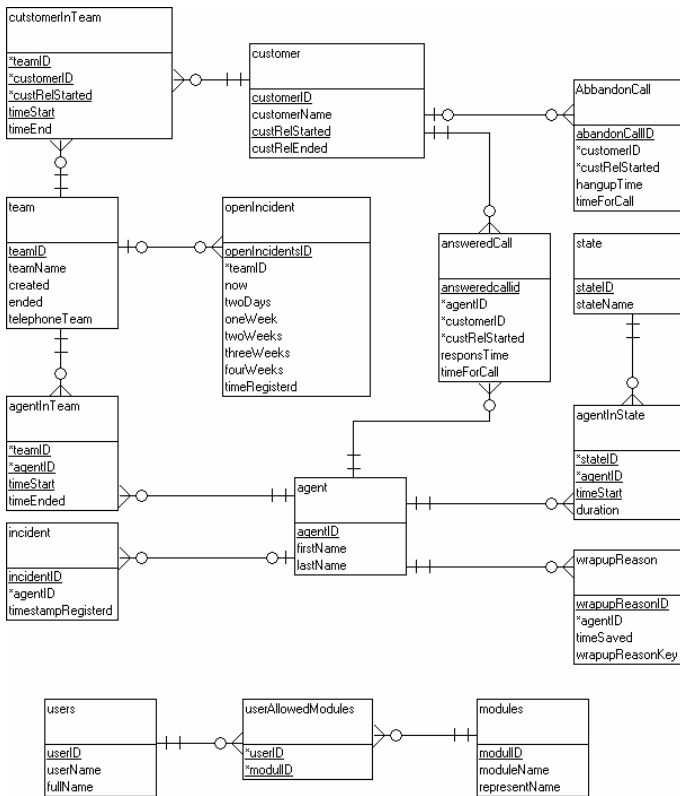 cutstomerInTeam
*teamID
*customerID
*custRelStarted
timeStart
timeEnd
customer
customerID
customerName
custRelStarted
custRelEnded
AbbandonCall
abandonCallID
*customerID
*custRelStarted
hangupTime
timeForCall
team
teamID
teamName
created
ended
telephoneTeam
openIncident
openIncidentsID
*teamID
now
twoDays
oneWeek
twoWeeks
threeWeeks
fourWeeks
timeRegisterd
answeredCall
answeredcallid
*agentID
*customerID
*custRelStarted
responsTime
timeForCall
state
stateID
stateName
agentInTeam
*teamID
*agentID
timeStart
timeEnded
agentInState
*stateID
*agentID
timeStart
duration
agent
agentID
firstName
lastName
incident
incidentID
*agentID
timestampRegisterd
wrapupReason
wrapupReasonID
*agentID
timeSaved
wrapupReasonKey
users
userID
userName
fullName
userAllowedModules
*userID
*modulID
modules
modulID
moduleName
representName